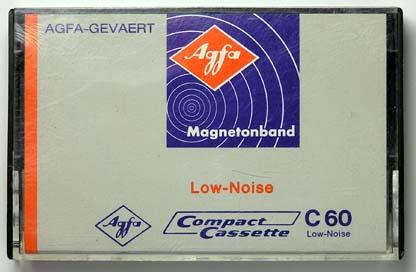 AGFA-GEVAERT
Agfa
Magnetonband
Low-Noise
Agfa
Compact
Cassette
C 60
Low-Noise